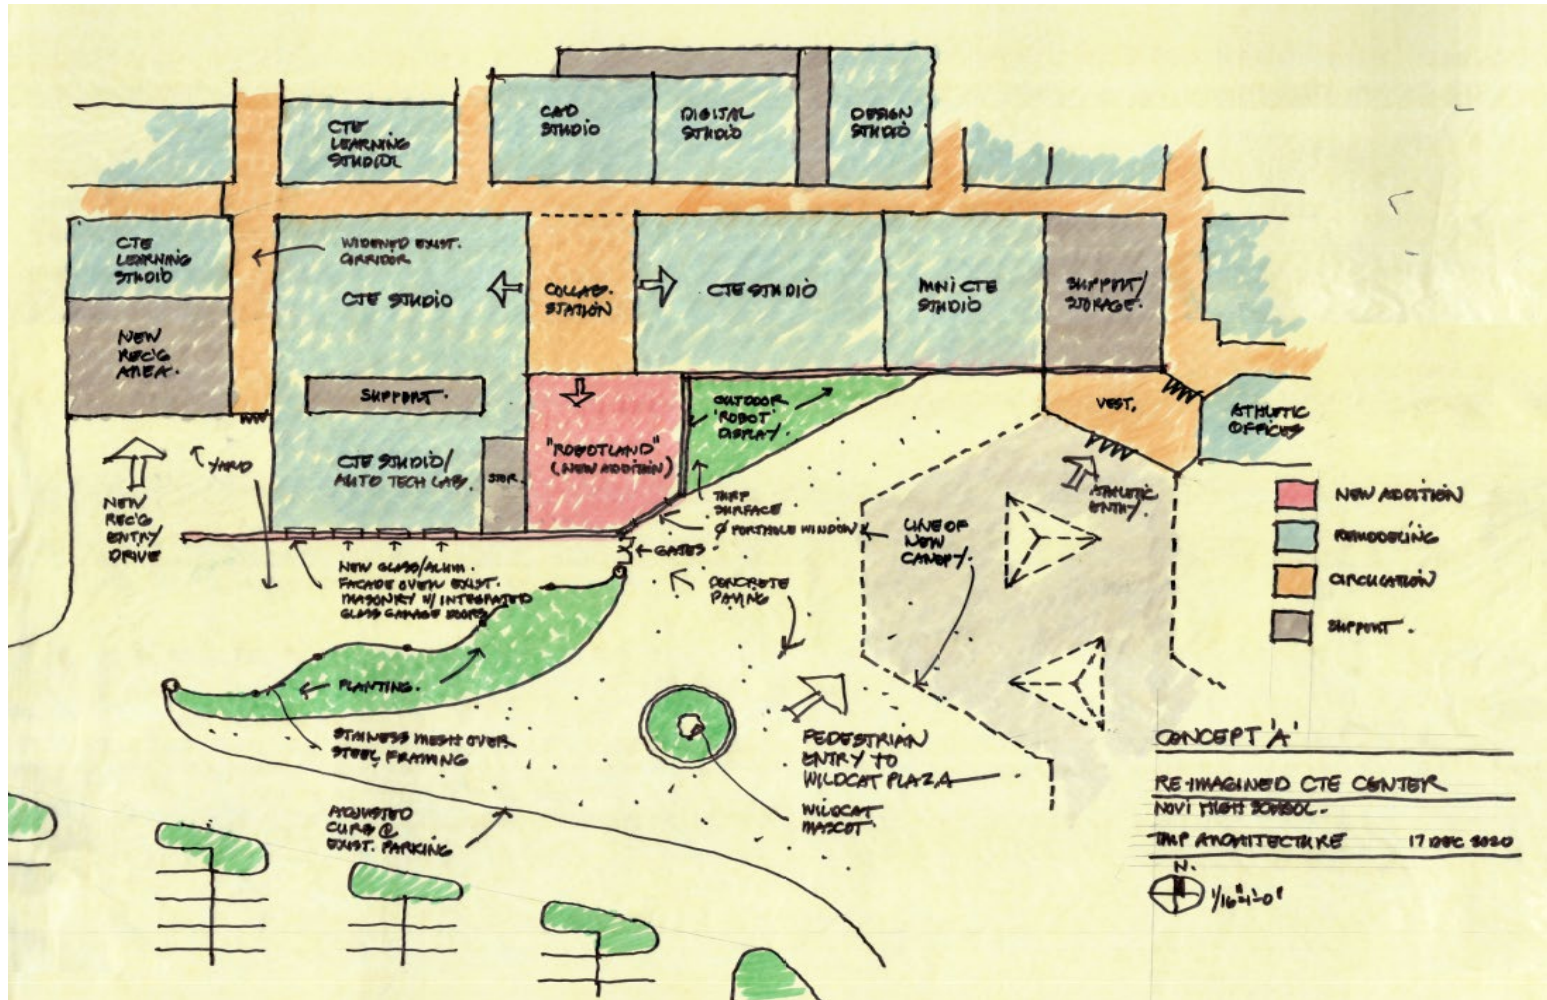 CTE
LEARNING
STUDIO
CAD
STUDIO
DIGITAL
STUDIO
DESIGN
STUDIO
CTE
LEARNING
STUDIO
WIDENED EXIST.
CORRIDOR
CTE STUDIO
COLLAB.
STATION
CTE STUDIO
MINI CTE
STUDIO
SUPPORT/
STORAGE.
NEW
REC'G
AREA.
SUPPORT.
"ROBOTLAND"
(NEW ADDITION)
OUTDOOR
'ROBOT'
DISPLAY.
VEST.
ATHLETIC
OFFICES
YARD
CTE STUDIO/
AUTO TECH LAB.
STOR.
NEW
REC'G
ENTRY
DRIVE
TURF
SURFACE
Ø PORTHOLE WINDOW
ATHLETIC
ENTRY.
LINE OF
NEW
CANOPY.
GATES
CONCRETE
PAVING
NEW GLASS/ALUM.
FACADE OVER EXIST.
MASONRY W/ INTEGRATED
GLASS GARAGE DOORS
NEW ADDITION
REMODELING
CIRCULATION
SUPPORT.
PLANTING.
STAINLESS MESH OVER
STEEL FRAMING
PEDESTRIAN
ENTRY TO
WILDCAT PLAZA
WILDCAT
MASCOT.
ADJUSTED
CURB @
EXIST. PARKING
CONCEPT 'A'
RE-IMAGINED CTE CENTER
NOVI HIGH SCHOOL.
TMP ARCHITECTURE 17 DEC 2020
N.
1/16"=1'-0"